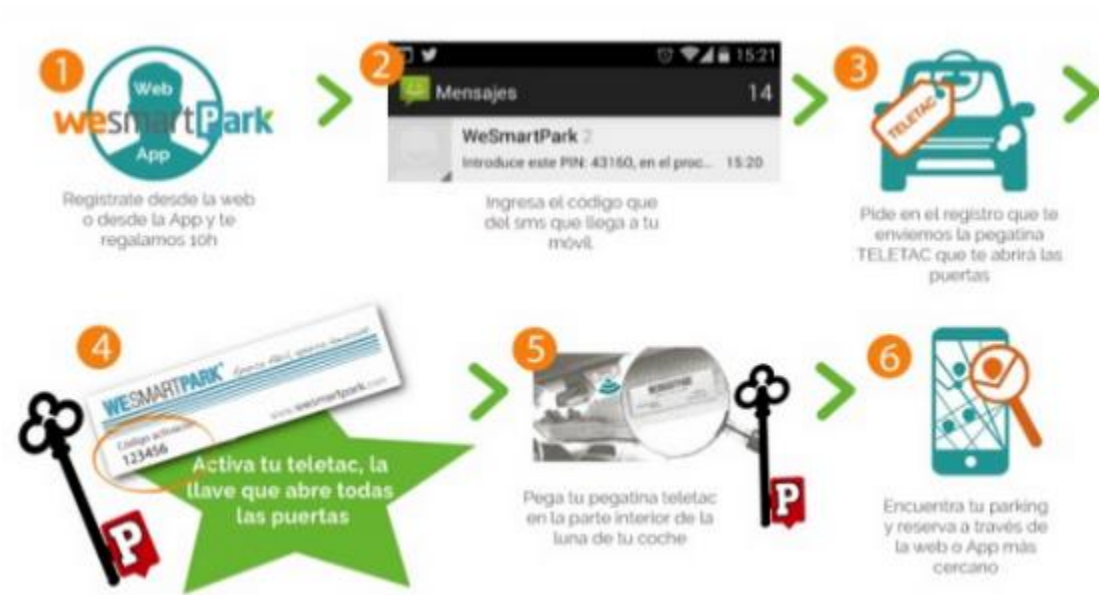 1
Web
wesmartPark
App
Regístrate desde la web
o desde la App y te
regalamos 10h
2
15:21
Mensajes 14
WeSmartPark 2
Introduce este PIN: 43160, en el proc... 15:20
Ingresa el código que
del sms que llega a tu
móvil
3
TELETAC
Pide en el registro que te
enviemos la pegatina
TELETAC que te abrirá las
puertas
4
WESMARTPARK
www.wesmartpark.com
Código activación
123456
Activa tu teletac, la
llave que abre todas
las puertas
P
5
WESMARTPARK
Pega tu pegatina teletac
en la parte interior de la
luna de tu coche
P
6
Encuentra tu parking
y reserva a través de
la web o App más
cercano